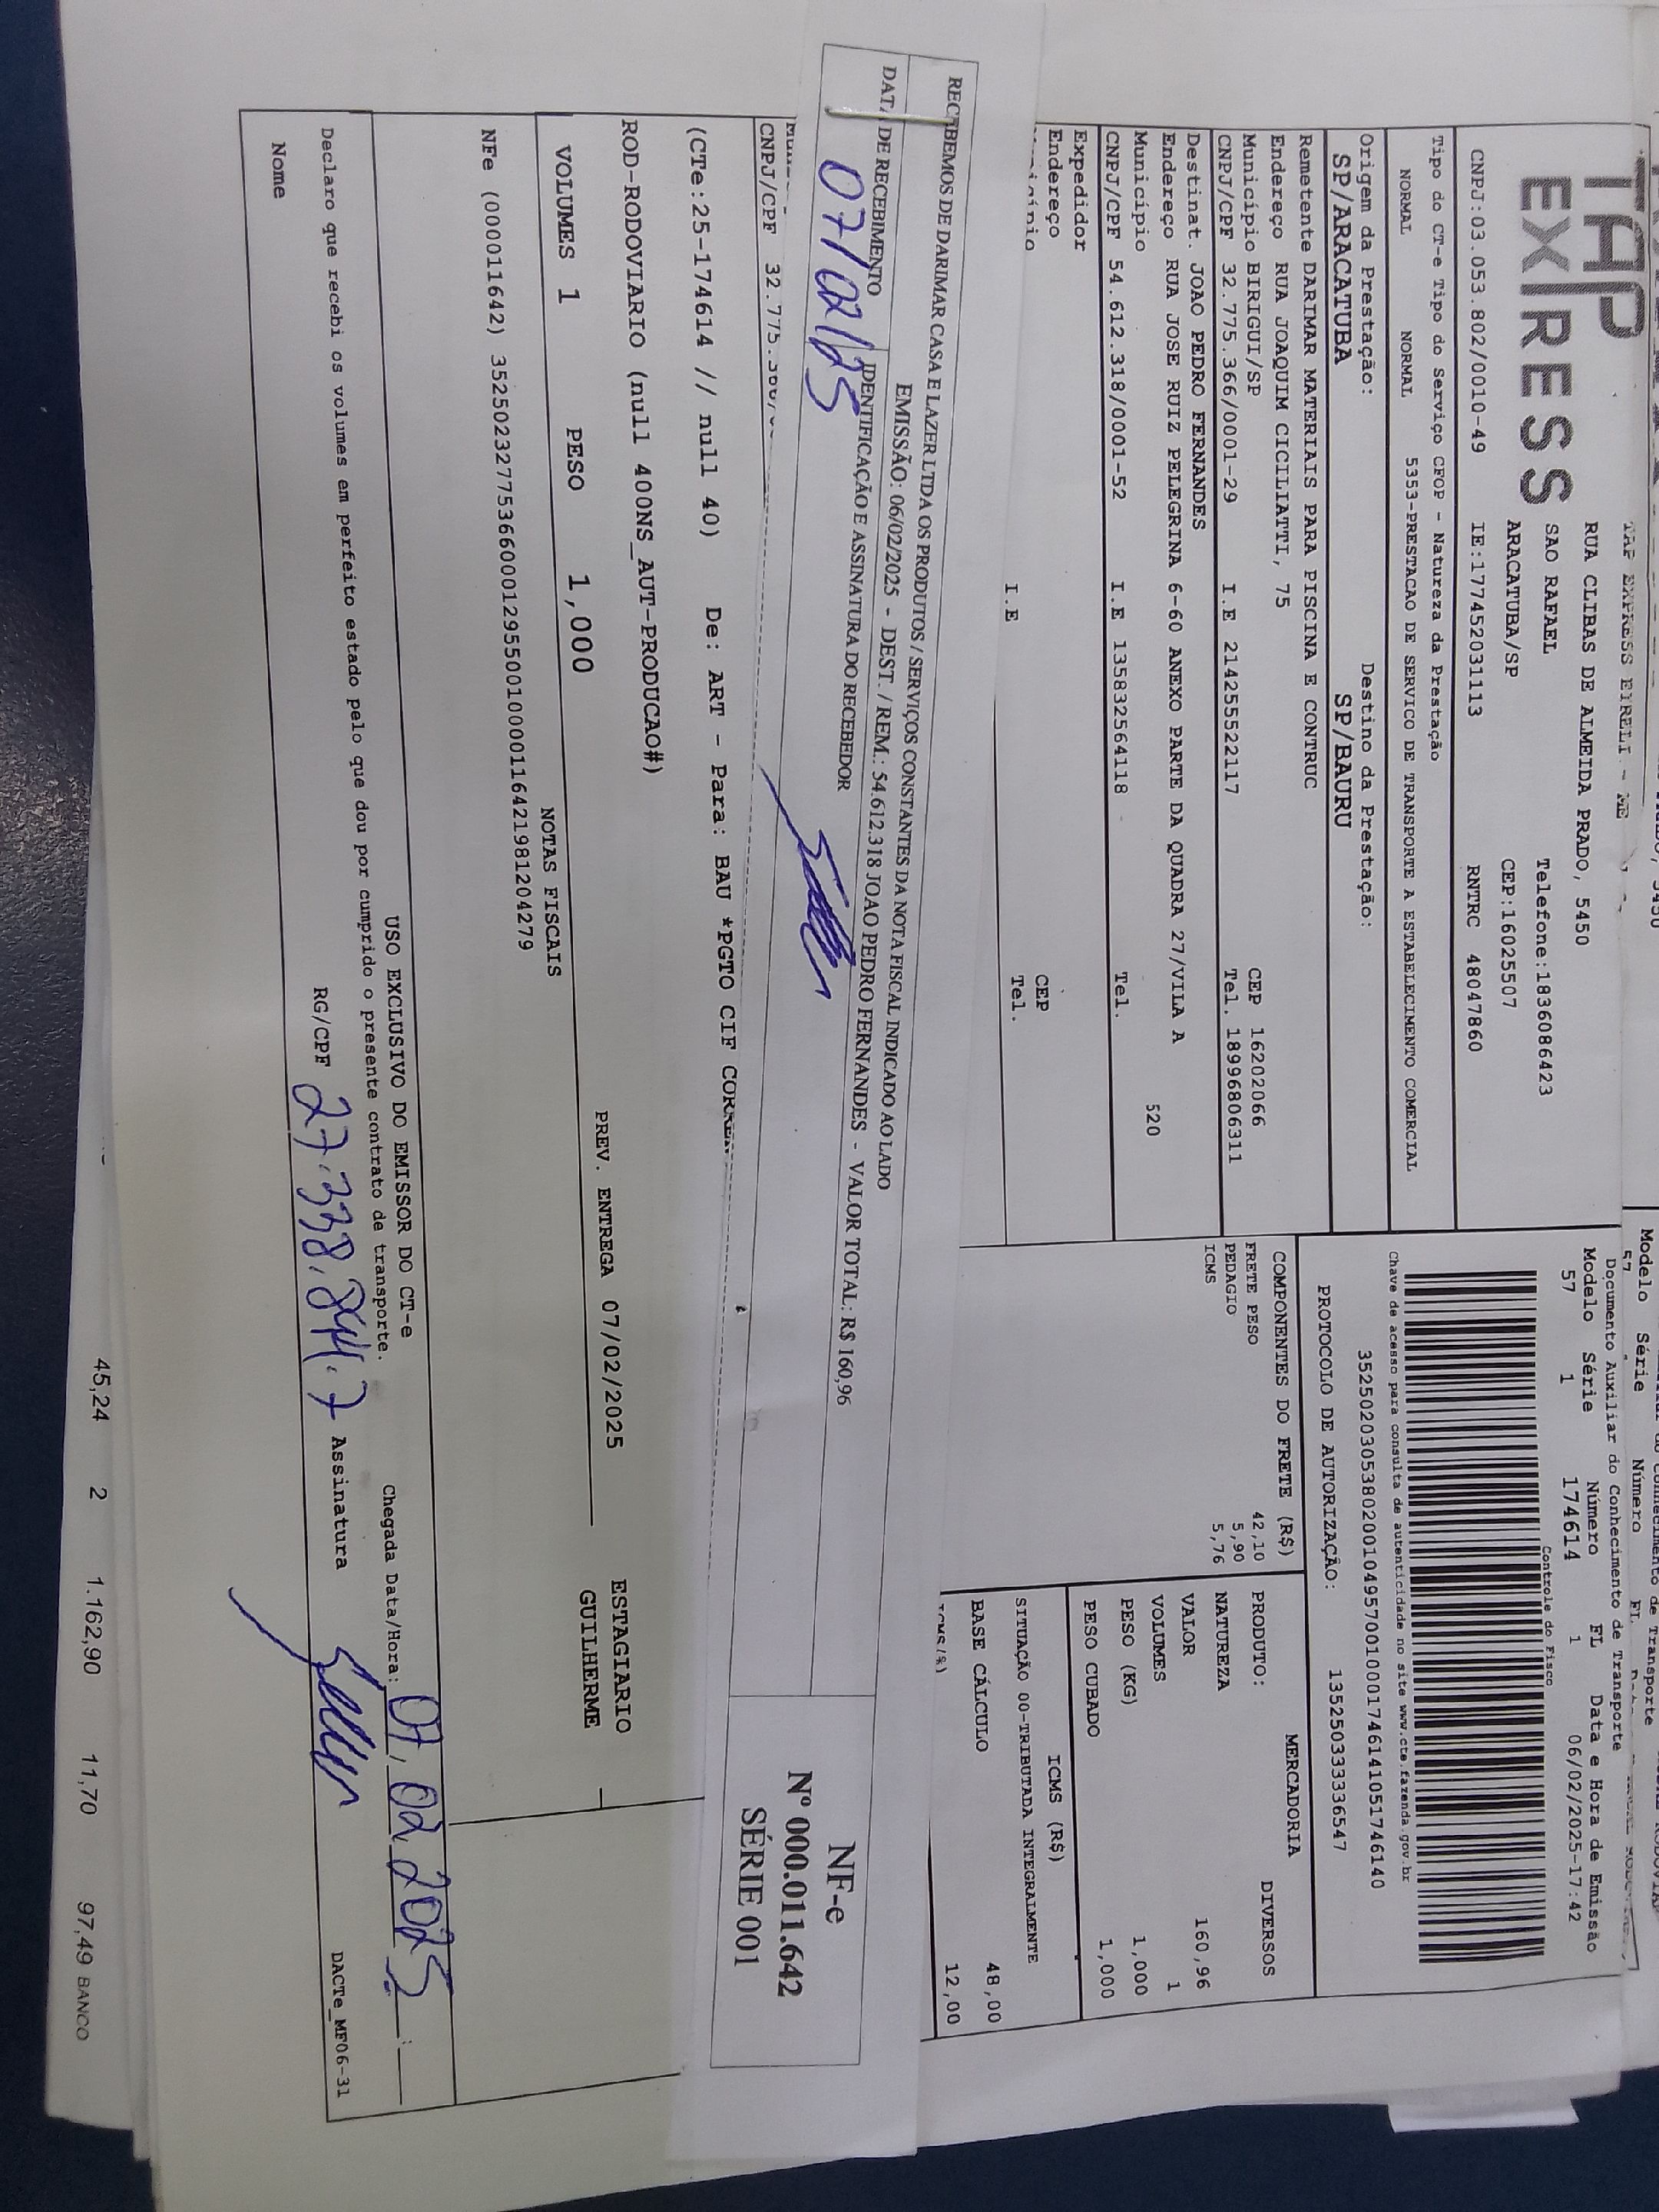 TAP
EXPRESS
TAP EXPRESS EYRELI - ME
RUA CLIBAS DE ALMEIDA PRADO, 5450
SAO RAFAEL
Telefone:1836086423
ARACATUBA/SP
CEP:16025507
CNPJ:03.053.802/0010-49 IE:177452031113 RNTRC 48047860
Tipo do CT-e Tipo do Serviço CFOP - Natureza da Prestação
NORMAL NORMAL 5353-PRESTACAO DE SERVICO DE TRANSPORTE A ESTABELECIMENTO COMERCIAL
Origem da Prestação: Destino da Prestação:
SP/ARACATUBA SP/BAURU
Remetente DARIMAR MATERIAIS PARA PISCINA E CONTRUC
Endereço RUA JOAQUIM CICILIATTI, 75
Município BIRIGUI/SP CEP 16202066
CNPJ/CPF 32.775.366/0001-29 I.E 214255522117 Tel. 18996806311
Destinat. JOAO PEDRO FERNANDES
Endereço RUA JOSE RUIZ PELEGRINA 6-60 ANEXO PARTE DA QUADRA 27/VILA A
Município 520
CNPJ/CPF 54.612.318/0001-52 I.E 135832564118 Tel.
Expedidor
Endereço
CEP
I.E Tel.
Modelo Série Número FL
Documento Auxiliar do Conhecimento de Transporte
Modelo Série Número FL Data e Hora de Emissão
57 1 174614 1 06/02/2025-17:42
Controle do Fisco
Chave de acesso para consulta de autenticidade no site www.cte.fazenda.gov.br
35250203053802001049570010001746141051746140
PROTOCOLO DE AUTORIZAÇÃO: 135250333336547
COMPONENTES DO FRETE (R$)
FRETE PESO 42,10
PEDAGIO 5,90
ICMS 5,76
MERCADORIA
PRODUTO: DIVERSOS
NATUREZA
VALOR 160,96
VOLUMES 1
PESO (KG) 1,000
PESO CUBADO 1,000
ICMS (R$)
SITUAÇÃO 00-TRIBUTADA INTEGRALMENTE
BASE CÁLCULO 48,00
ICMS(%) 12,00
RECEBEMOS DE DARIMAR CASA E LAZER LTDA OS PRODUTOS / SERVIÇOS CONSTANTES DA NOTA FISCAL INDICADO AO LADO
EMISSÃO: 06/02/2025 - DEST. / REM.: 54.612.318 JOAO PEDRO FERNANDES - VALOR TOTAL: R$ 160,96
DATA DE RECEBIMENTO IDENTIFICAÇÃO E ASSINATURA DO RECEBEDOR
07/02/25
NF-e
Nº 000.011.642
SÉRIE 001
CNPJ/CPF 32.775.366/
(CTe:25-174614 // null 40) De: ART - Para: BAU *PGTO CIF
ROD-RODOVIARIO (null 400NS_AUT-PRODUCAO#)
VOLUMES 1 PESO 1,000 PREV. ENTREGA 07/02/2025 ESTAGIARIO
GUILHERME
NOTAS FISCAIS
NFe (000011642) 35250232775366000129550010000116421981204279
USO EXCLUSIVO DO EMISSOR DO CT-e
Declaro que recebi os volumes em perfeito estado pelo que dou por cumprido o presente contrato de transporte.
Chegada Data/Hora: 07,02,2025 :
Nome RG/CPF 27.338.844.7 Assinatura
DACTe_MF06-31
45,24 2 1.162,90 11,70 97,49 BANCO